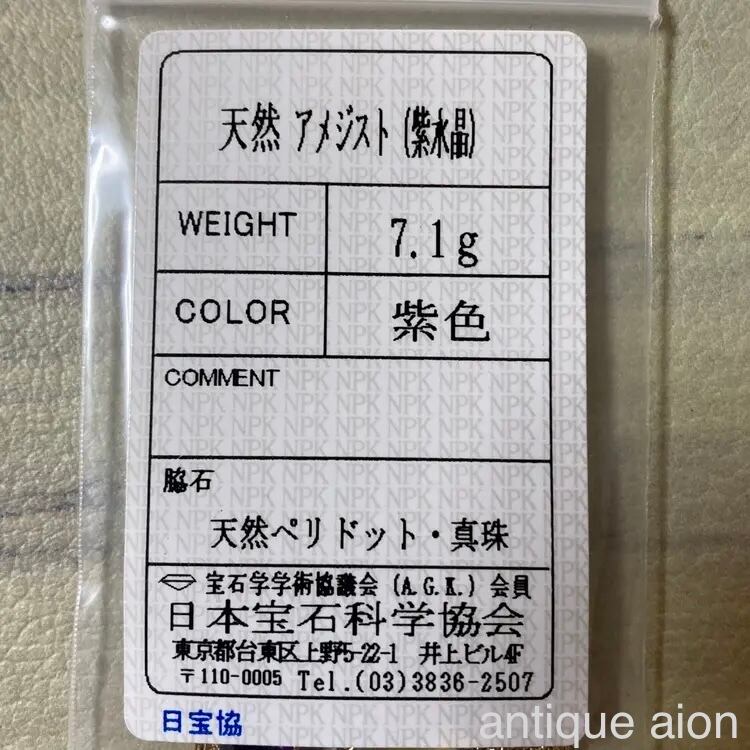 天然 アメジスト (紫水晶)
WEIGHT 7.1g
COLOR 紫色
COMMENT
脇石
天然ペリドット・真珠
宝石学学術協議会 (A.G.K.) 会員
日本宝石科学協会
東京都台東区上野5-22-1 井上ビル4F
〒110-0005 Tel.(03)3836-2507
日宝協
antique aion